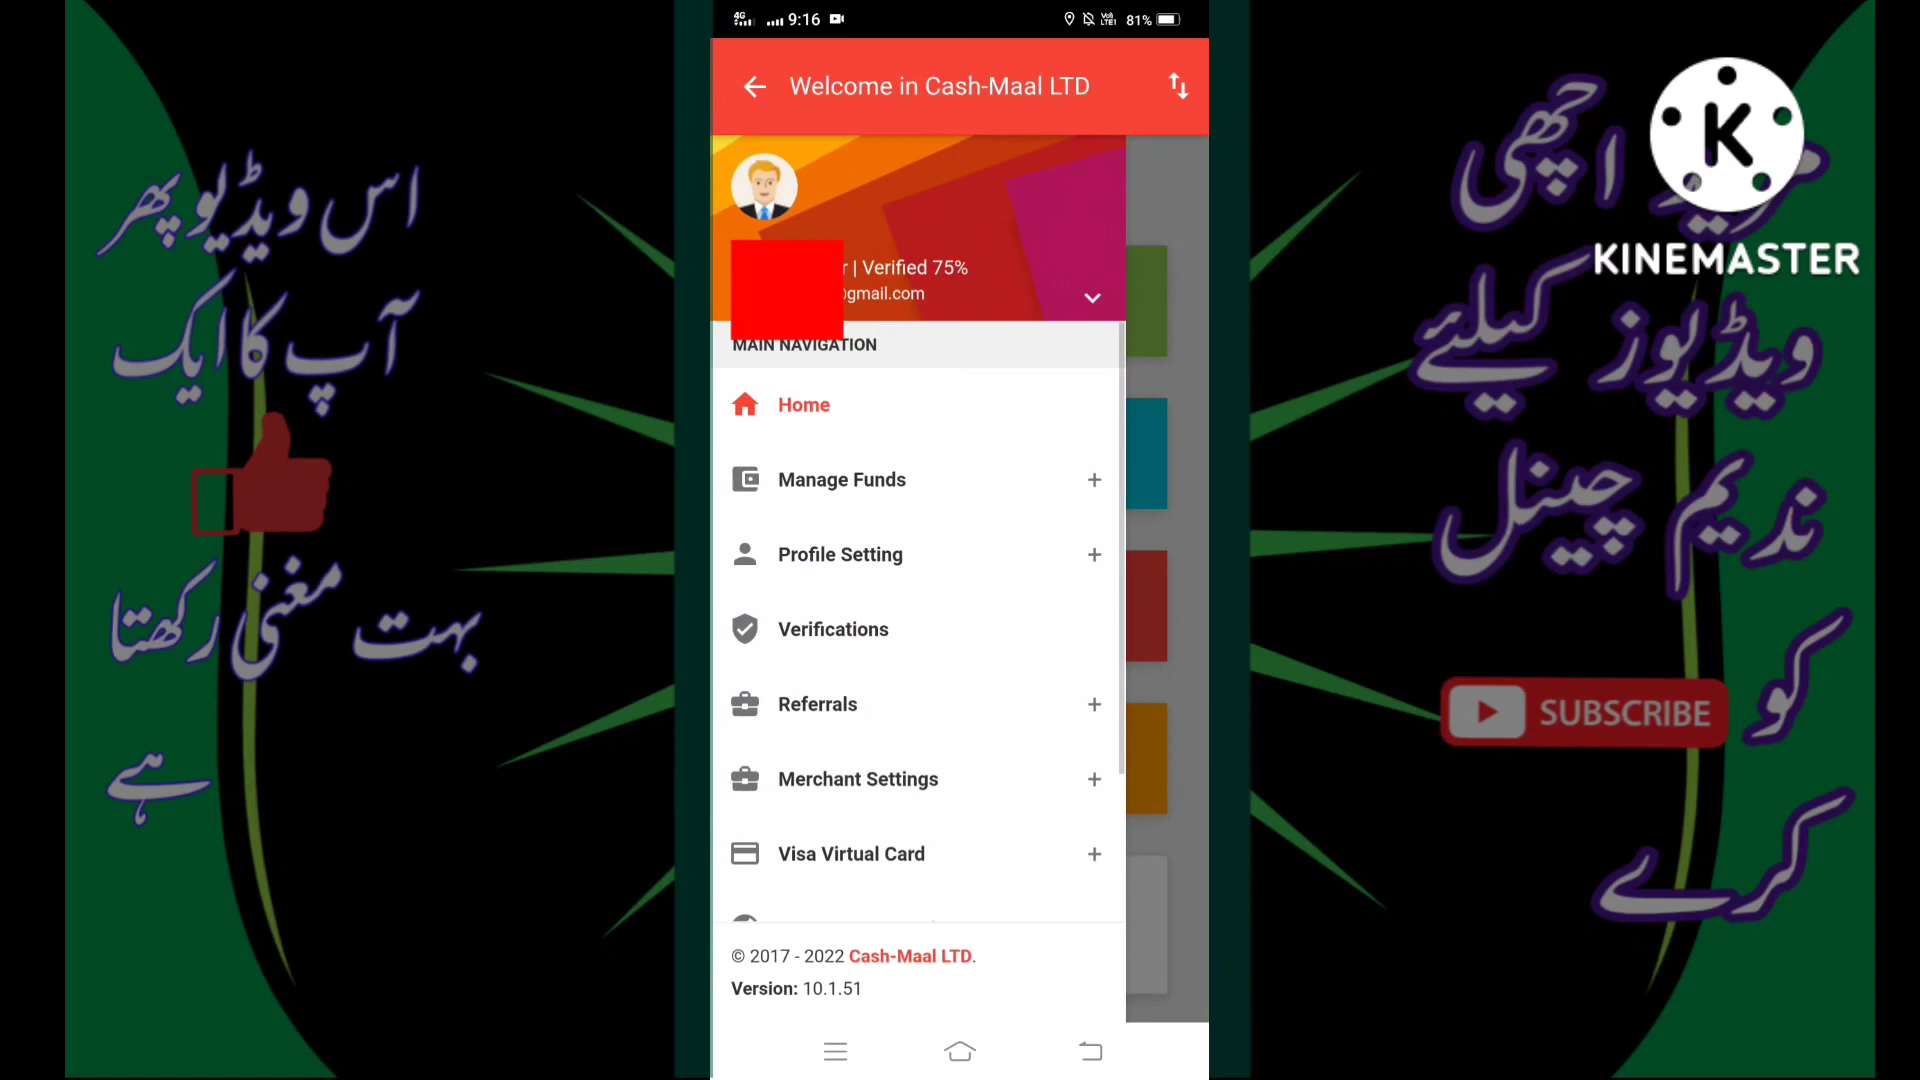 4G 9:16 81%
Welcome in Cash-Maal LTD
r | Verified 75%
@gmail.com
MAIN NAVIGATION
Home
Manage Funds +
Profile Setting +
Verifications
Referrals +
Merchant Settings +
Visa Virtual Card +
© 2017 - 2022 Cash-Maal LTD.
Version: 10.1.51
اس ویڈیو پھر
آپ کا ایک
بہت مغنی رکھتا
ہے
اچھی
ویڈیوز کیلئے
ندیم چینل
کو
SUBSCRIBE
کرے
K
KINEMASTER